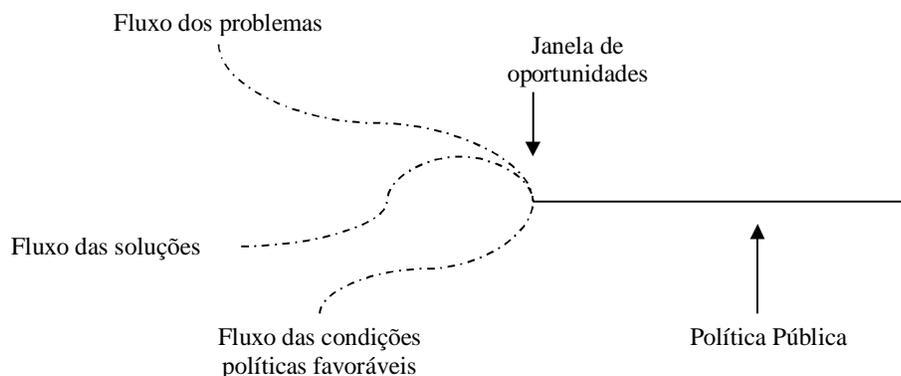 Fluxo dos problemas
Janela de
oportunidades
Fluxo das soluções
Fluxo das condições
políticas favoráveis
Política Pública